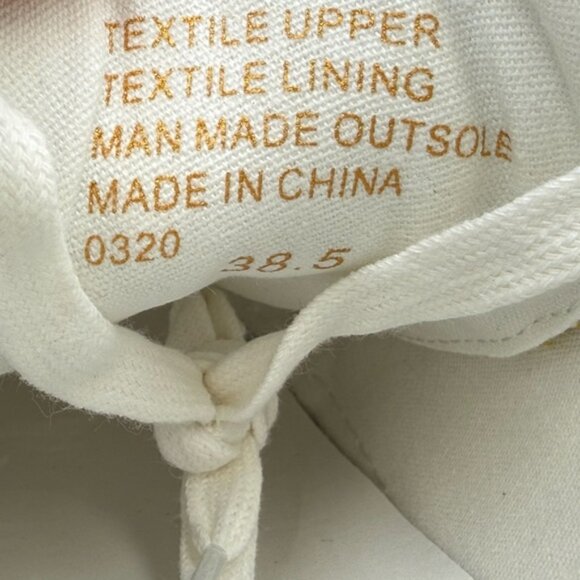 TEXTILE UPPER
TEXTILE LINING
MAN MADE OUTSOLE
MADE IN CHINA
0320 38.5